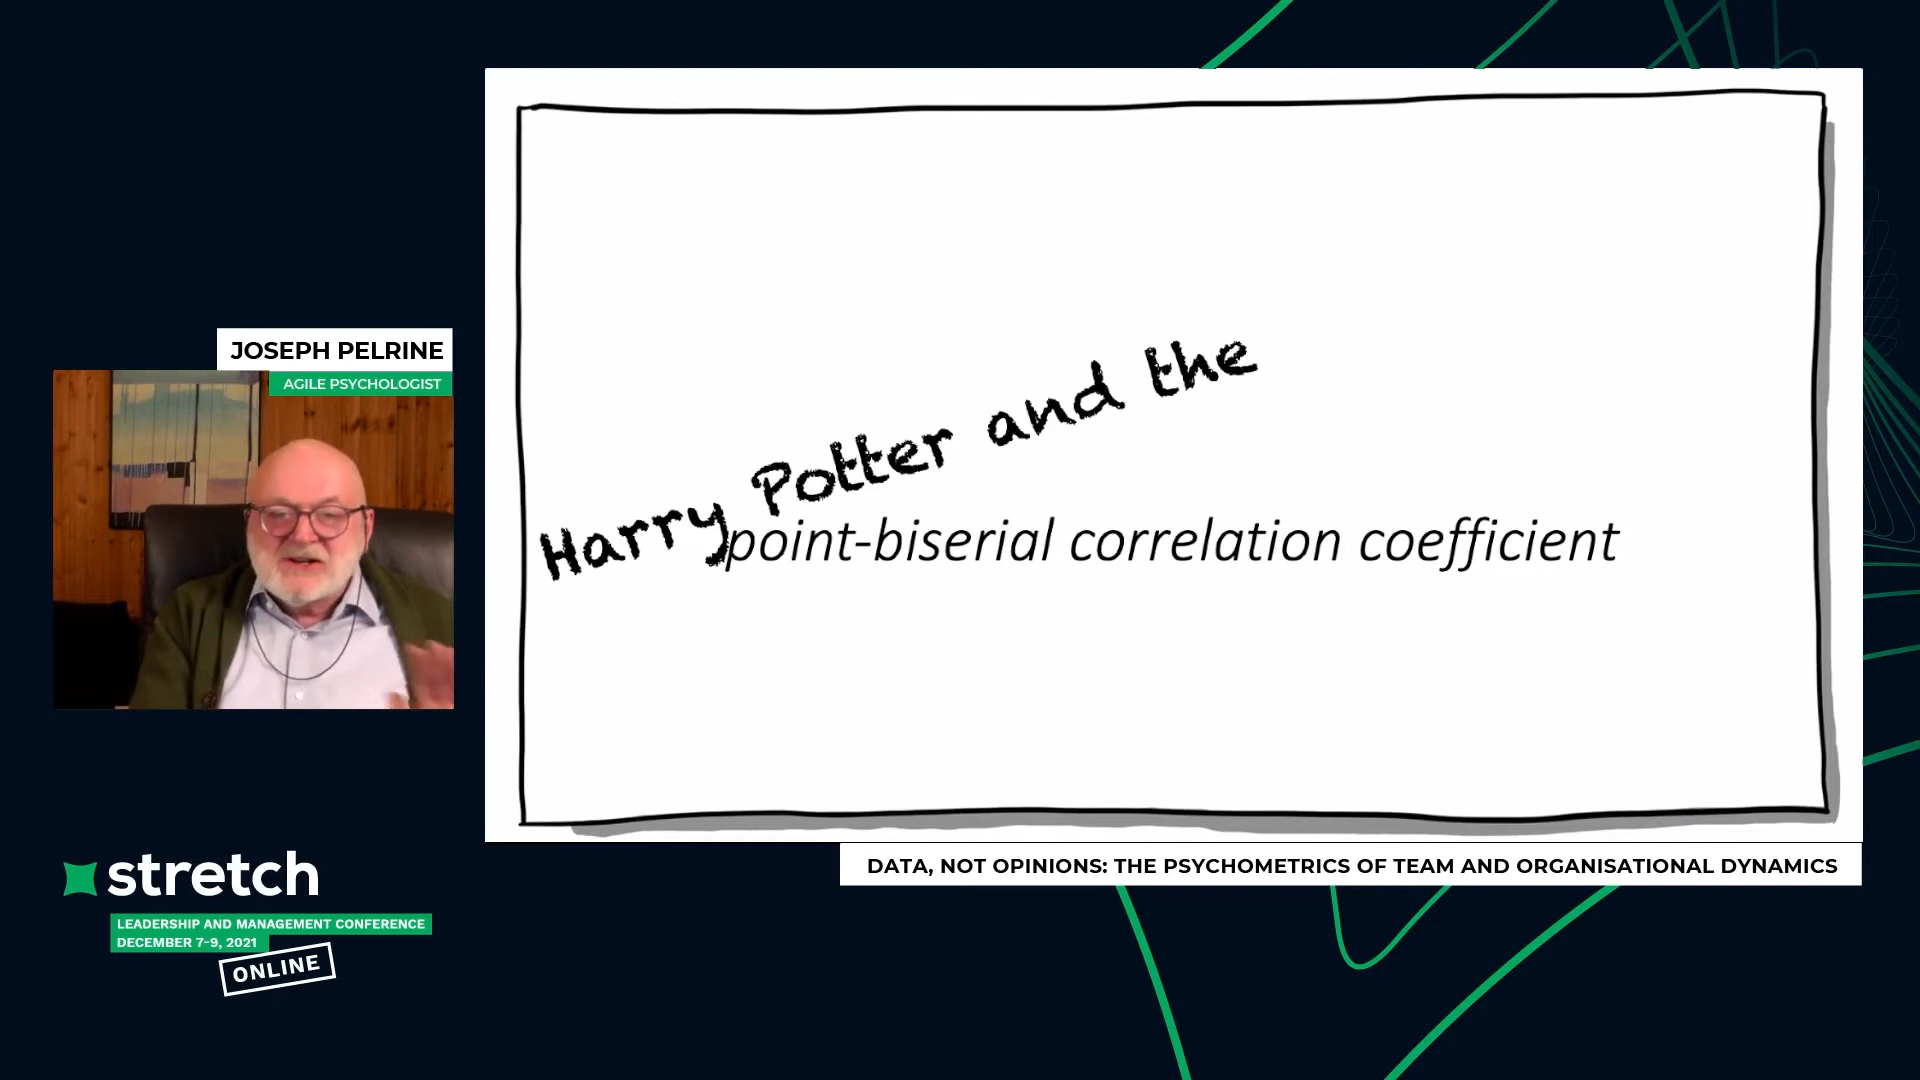 JOSEPH PELRINE
AGILE PSYCHOLOGIST
Harry Potter and the
point-biserial correlation coefficient
DATA, NOT OPINIONS: THE PSYCHOMETRICS OF TEAM AND ORGANISATIONAL DYNAMICS
stretch
LEADERSHIP AND MANAGEMENT CONFERENCE
DECEMBER 7-9, 2021
ONLINE